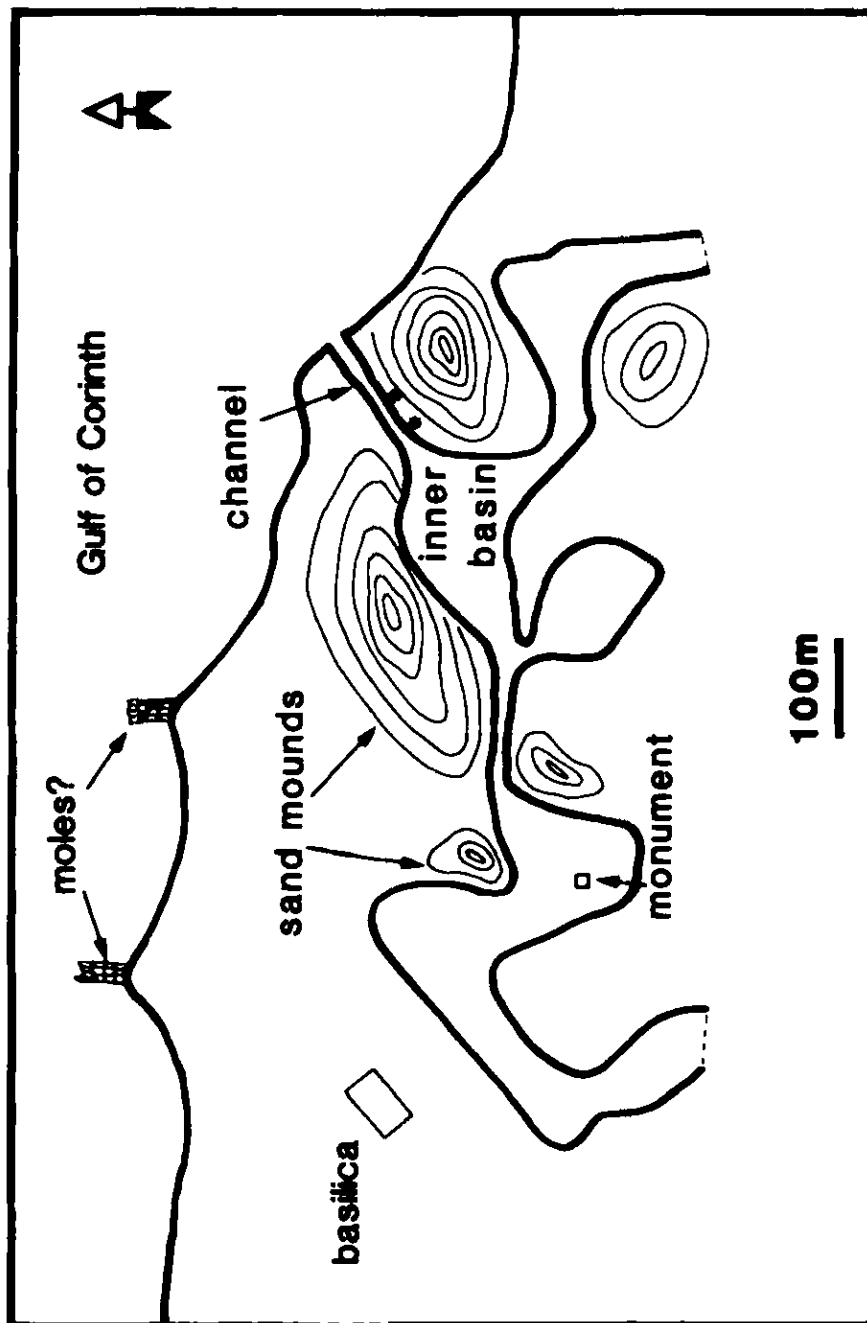 Gulf of Corinth
moles?
channel
sand mounds
inner
basin
basilica
monument
100m